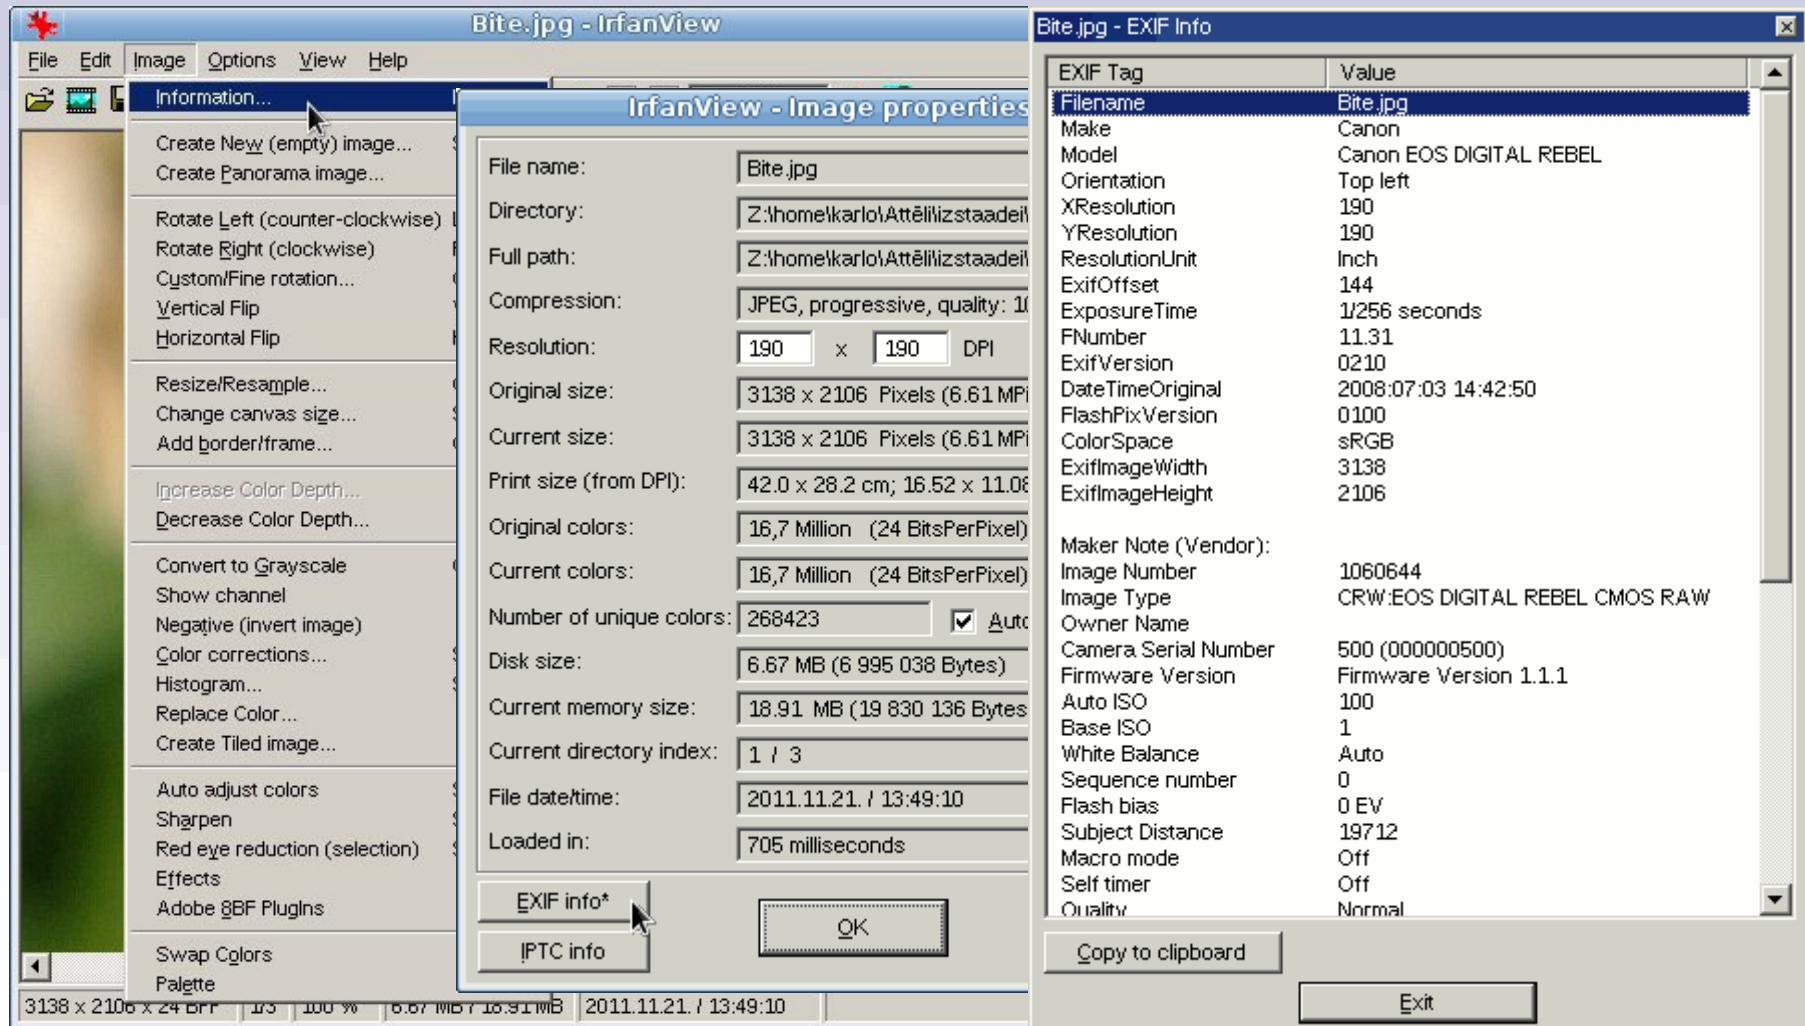 Bite.jpg - IrfanView
File Edit Image Options View Help
Information...
Create New (empty) image...
Create Panorama image...
Rotate Left (counter-clockwise)
Rotate Right (clockwise)
Custom/Fine rotation...
Vertical Flip
Horizontal Flip
Resize/Resample...
Change canvas size...
Add border/frame...
Increase Color Depth...
Decrease Color Depth...
Convert to Grayscale
Show channel
Negative (invert image)
Color corrections...
Histogram...
Replace Color...
Create Tiled image...
Auto adjust colors
Sharpen
Red eye reduction (selection)
Effects
Adobe 8BF PlugIns
Swap Colors
Palette
3138 x 2106 x 24 BPP 1/3 100 % 6.67 MB / 18.91 MB 2011.11.21. / 13:49:10
IrfanView - Image properties
File name: Bite.jpg
Directory: Z:\home\karlo\Attēli\izstaadei\
Full path: Z:\home\karlo\Attēli\izstaadei\
Compression: JPEG, progressive, quality: 10
Resolution: 190 x 190 DPI
Original size: 3138 x 2106 Pixels (6.61 MPi
Current size: 3138 x 2106 Pixels (6.61 MPi
Print size (from DPI): 42.0 x 28.2 cm; 16.52 x 11.08
Original colors: 16,7 Million (24 BitsPerPixel)
Current colors: 16,7 Million (24 BitsPerPixel)
Number of unique colors: 268423 Auto
Disk size: 6.67 MB (6 995 038 Bytes)
Current memory size: 18.91 MB (19 830 136 Bytes
Current directory index: 1 / 3
File date/time: 2011.11.21. / 13:49:10
Loaded in: 705 milliseconds
EXIF info*
OK
IPTC info
Bite.jpg - EXIF Info
EXIF Tag Value
Filename Bite.jpg
Make Canon
Model Canon EOS DIGITAL REBEL
Orientation Top left
XResolution 190
YResolution 190
ResolutionUnit Inch
ExifOffset 144
ExposureTime 1/256 seconds
FNumber 11.31
ExifVersion 0210
DateTimeOriginal 2008:07:03 14:42:50
FlashPixVersion 0100
ColorSpace sRGB
ExifImageWidth 3138
ExifImageHeight 2106
Maker Note (Vendor):
Image Number 1060644
Image Type CRW:EOS DIGITAL REBEL CMOS RAW
Owner Name
Camera Serial Number 500 (000000500)
Firmware Version Firmware Version 1.1.1
Auto ISO 100
Base ISO 1
White Balance Auto
Sequence number 0
Flash bias 0 EV
Subject Distance 19712
Macro mode Off
Self timer Off
Quality Normal
Copy to clipboard
Exit